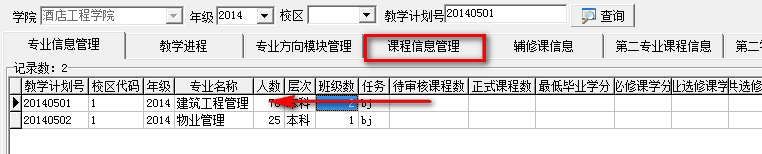 学院 酒店工程学院 年级 2014 校区 教学计划号 20140501 查询
专业信息管理 教学进程 专业方向模块管理 课程信息管理 辅修课信息 第二专业课程信息 第二
记录数: 2
教学计划号 校区代码 年级 专业名称 人数 层次 班级数 任务 待审核课程数 正式课程数 最低毕业学分 必修课学分 业选修课学 共选修课
20140501 1 2014 建筑工程管理 本科 2 bj
20140502 1 2014 物业管理 25 本科 1 bj